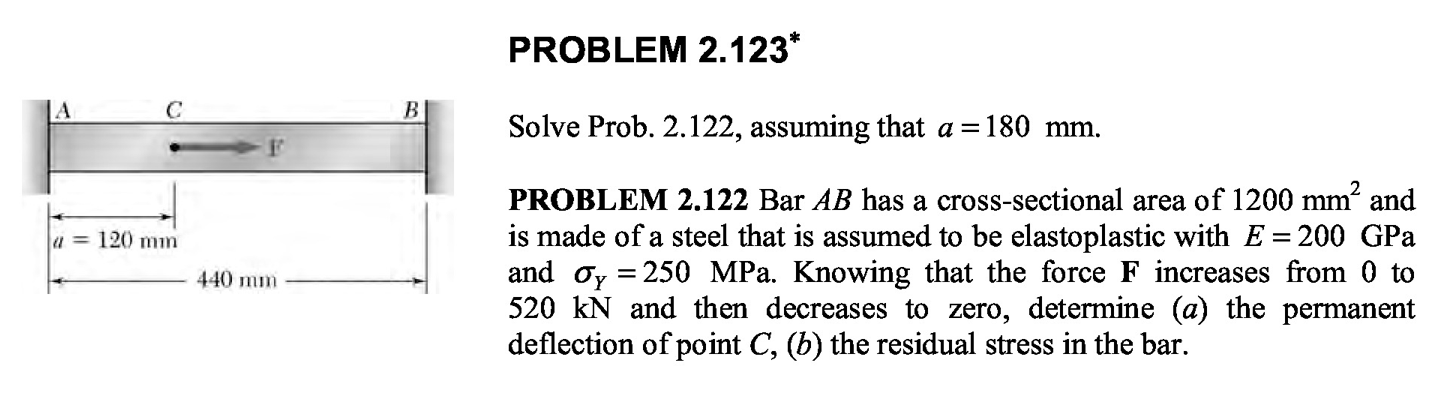 PROBLEM 2.123*
A C B
Solve Prob. 2.122, assuming that a = 180 mm.
F
PROBLEM 2.122 Bar AB has a cross-sectional area of 1200 mm² and
a = 120 mm
is made of a steel that is assumed to be elastoplastic with E = 200 GPa
and σY = 250 MPa. Knowing that the force F increases from 0 to
440 mm
520 kN and then decreases to zero, determine (a) the permanent
deflection of point C, (b) the residual stress in the bar.